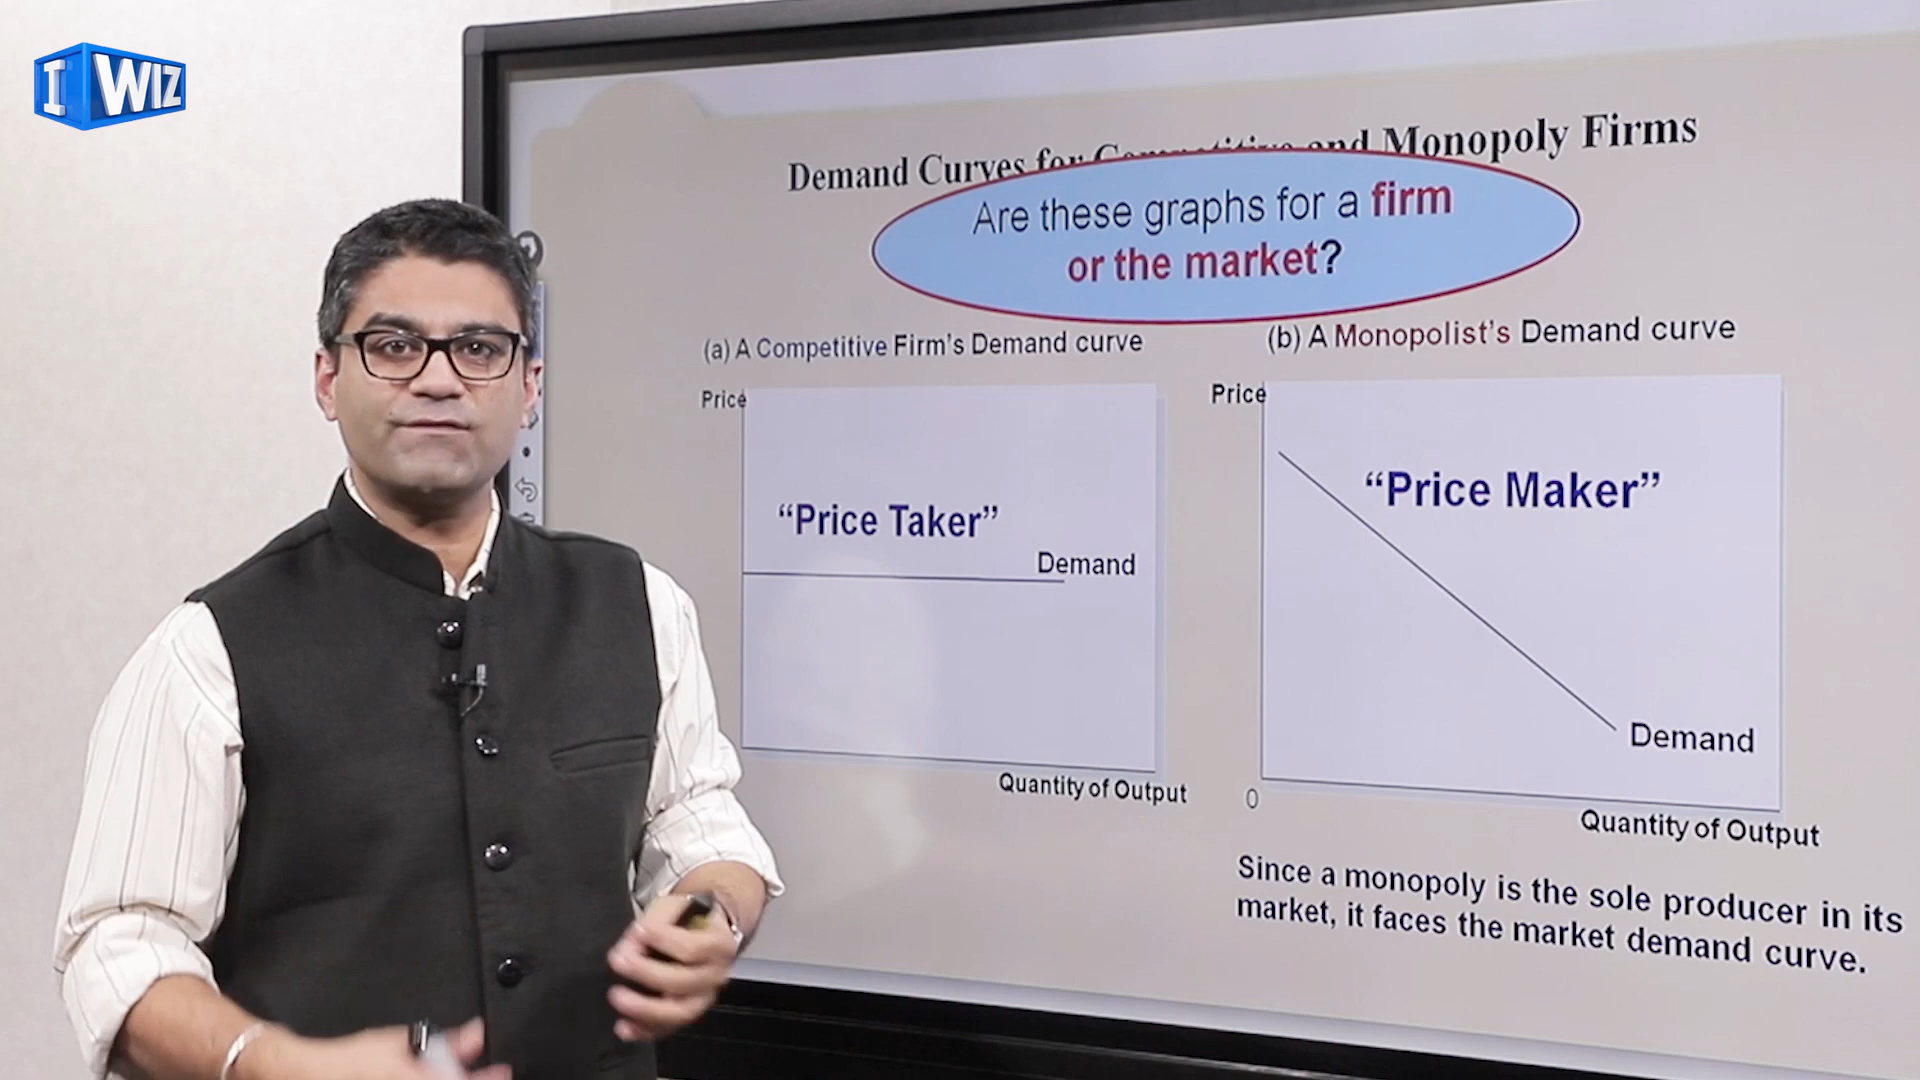 I WIZ
Demand Curves for Competitive and Monopoly Firms
Are these graphs for a firm
or the market?
(a) A Competitive Firm's Demand curve
(b) A Monopolist's Demand curve
Price
“Price Taker”
Demand
Quantity of Output
Price
“Price Maker”
Demand
0
Quantity of Output
Since a monopoly is the sole producer in its
market, it faces the market demand curve.